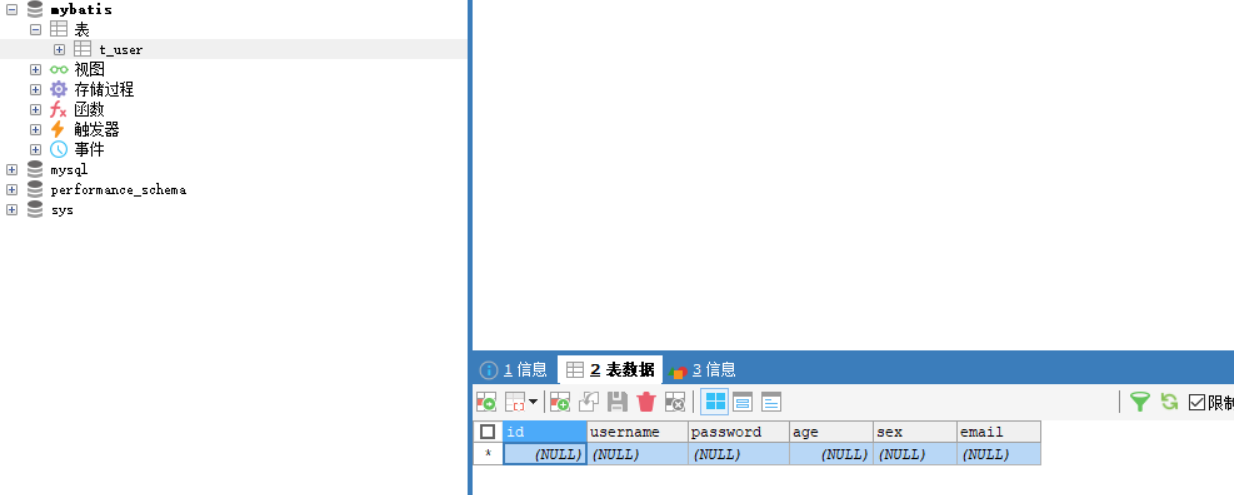 mybatis
表
t_user
视图
存储过程
函数
触发器
事件
mysql
performance_schema
sys
1 信息 2 表数据 3 信息
限制
id username password age sex email
* (NULL) (NULL) (NULL) (NULL) (NULL) (NULL)